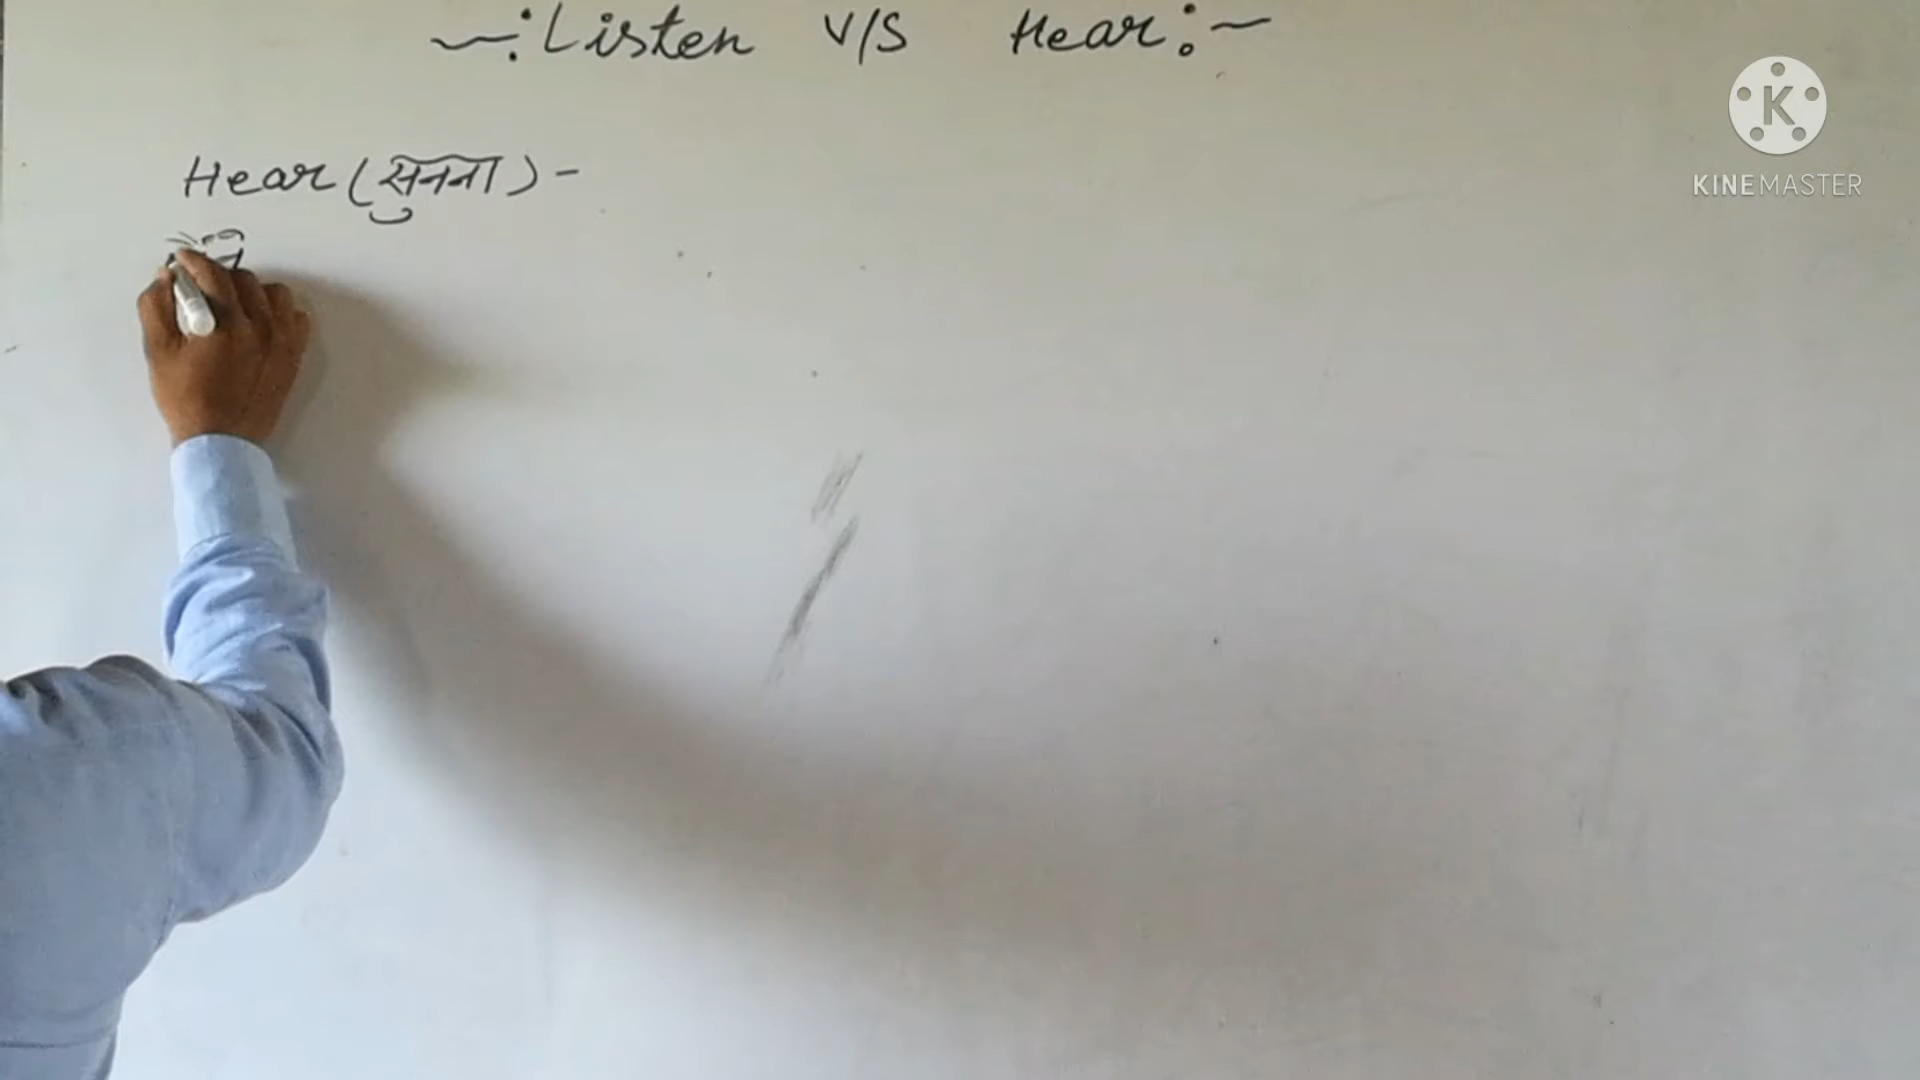 ~:Listen V/S Hear:~
K
KINEMASTER
Hear (सुनना) -